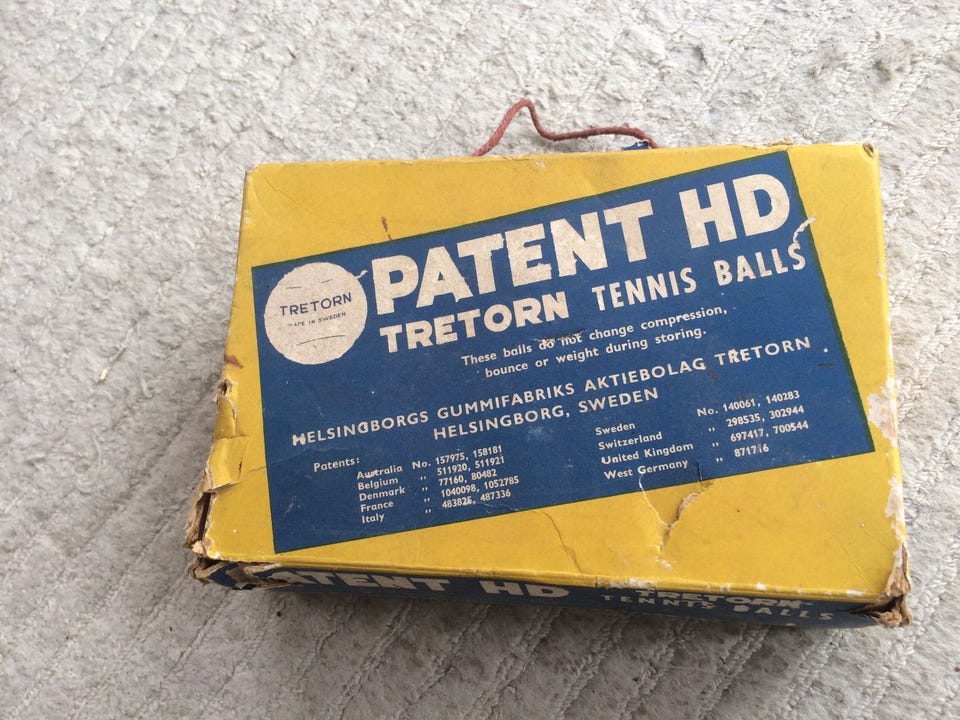 PATENT HD
TRETORN
MADE IN SWEDEN
TRETORN TENNIS BALLS
These balls do not change compression,
bounce or weight during storing.
HELSINGBORGS GUMMIFABRIKS AKTIEBOLAG TRETORN
HELSINGBORG, SWEDEN
Patents:
Australia No. 157975, 158181
Belgium „ 511920, 511921
Denmark „ 77160, 80482
France „ 1040098, 1052785
Italy „ 483825, 487336
Sweden No. 140061, 140283
Switzerland „ 298535, 302944
United Kingdom „ 697417, 700544
West Germany „ 871716
PATENT HD TRETORN
TENNIS BALLS